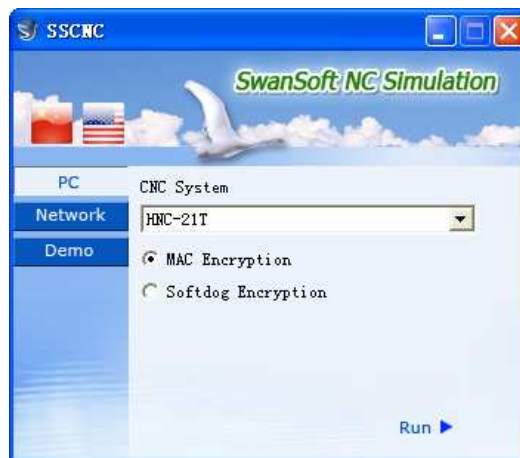 SSCNC
SwanSoft NC Simulation
PC
CNC System
Network
HNC-21T
Demo
MAC Encryption
Softdog Encryption
Run